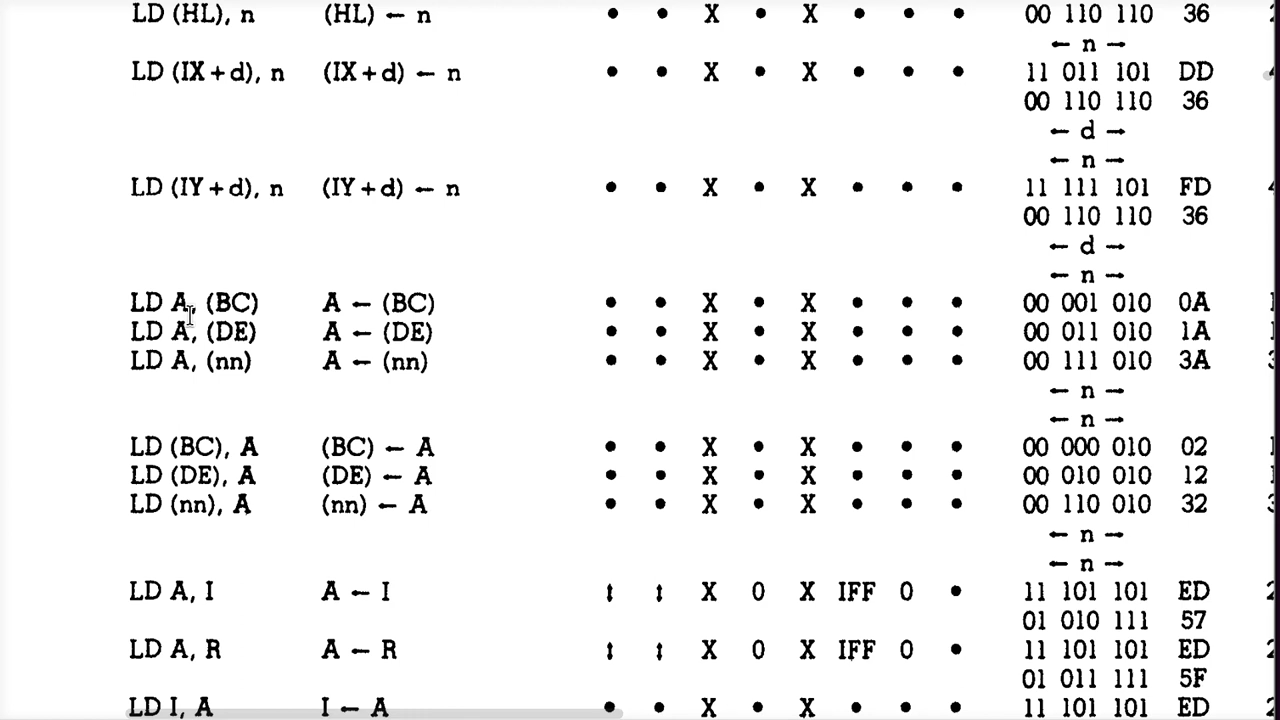 LD (HL), n (HL) ← n • • X • X • • • 00 110 110 36
← n →
LD (IX+d), n (IX+d) ← n • • X • X • • • 11 011 101 DD
00 110 110 36
← d →
← n →
LD (IY+d), n (IY+d) ← n • • X • X • • • 11 111 101 FD
00 110 110 36
← d →
← n →
LD A, (BC) A ← (BC) • • X • X • • • 00 001 010 0A
LD A, (DE) A ← (DE) • • X • X • • • 00 011 010 1A
LD A, (nn) A ← (nn) • • X • X • • • 00 111 010 3A
← n →
← n →
LD (BC), A (BC) ← A • • X • X • • • 00 000 010 02
LD (DE), A (DE) ← A • • X • X • • • 00 010 010 12
LD (nn), A (nn) ← A • • X • X • • • 00 110 010 32
← n →
← n →
LD A, I A ← I ↕ ↕ X 0 X IFF 0 • 11 101 101 ED
01 010 111 57
LD A, R A ← R ↕ ↕ X 0 X IFF 0 • 11 101 101 ED
01 011 111 5F
LD I, A I ← A • • X • X • • • 11 101 101 ED